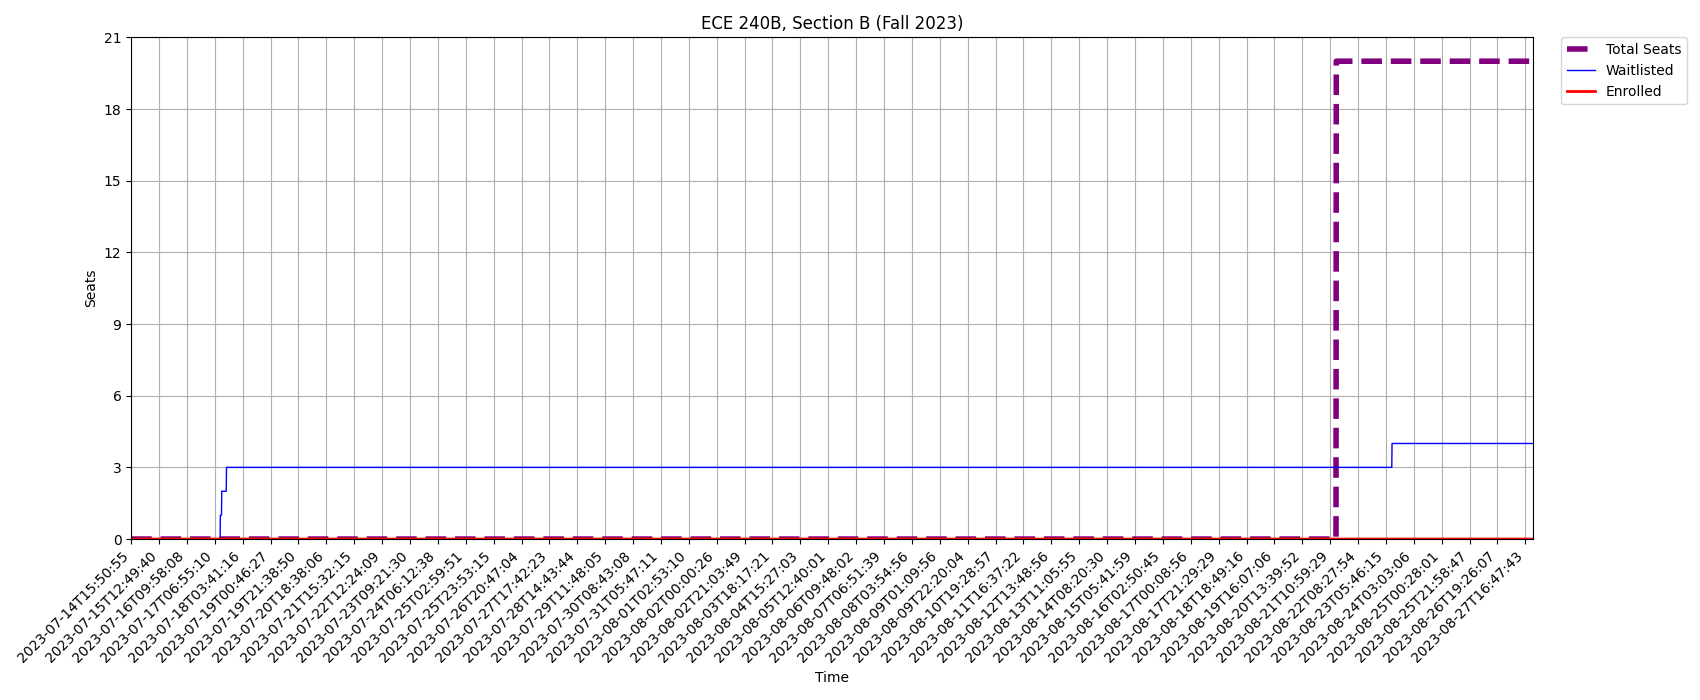 ECE 240B, Section B (Fall 2023)
Total Seats
Waitlisted
Enrolled
Seats
21
18
15
12
9
6
3
0
2023-07-14T15:50:55
2023-07-15T12:49:40
2023-07-16T09:58:08
2023-07-17T06:55:10
2023-07-18T03:41:16
2023-07-19T00:46:27
2023-07-19T21:38:50
2023-07-20T18:38:06
2023-07-21T15:32:15
2023-07-22T12:24:09
2023-07-23T09:21:30
2023-07-24T06:12:38
2023-07-25T02:59:51
2023-07-25T23:53:15
2023-07-26T20:47:04
2023-07-27T17:42:23
2023-07-28T14:43:44
2023-07-29T11:48:05
2023-07-30T08:43:08
2023-07-31T05:47:11
2023-08-01T02:53:10
2023-08-02T00:00:26
2023-08-02T21:03:49
2023-08-03T18:17:21
2023-08-04T15:27:03
2023-08-05T12:40:01
2023-08-06T09:48:02
2023-08-07T06:51:39
2023-08-08T03:54:56
2023-08-09T01:09:56
2023-08-09T22:20:04
2023-08-10T19:28:57
2023-08-11T16:37:22
2023-08-12T13:48:56
2023-08-13T11:05:55
2023-08-14T08:20:30
2023-08-15T05:41:59
2023-08-16T02:50:45
2023-08-17T00:08:56
2023-08-17T21:29:29
2023-08-18T18:49:16
2023-08-19T16:07:06
2023-08-20T13:39:52
2023-08-21T10:59:29
2023-08-22T08:27:54
2023-08-23T05:46:15
2023-08-24T03:03:06
2023-08-25T00:28:01
2023-08-25T21:58:47
2023-08-26T19:26:07
2023-08-27T16:47:43
Time